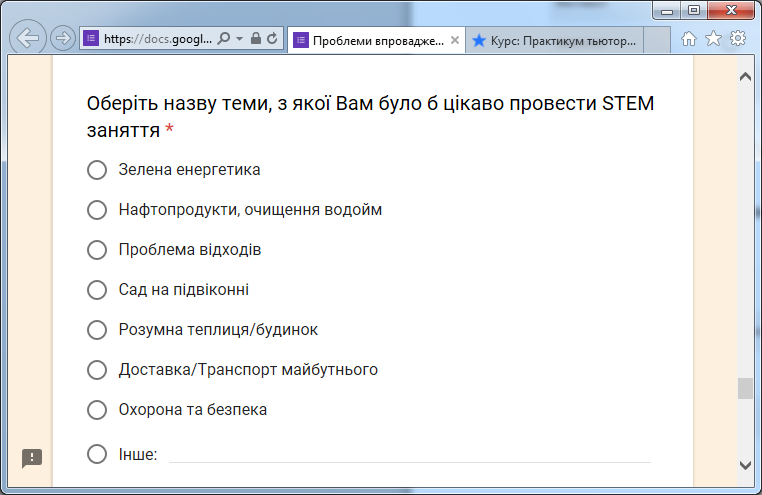 https://docs.googl...
Проблеми впровадже...
Курс: Практикум тьютор...
Оберіть назву теми, з якої Вам було б цікаво провести STEM
заняття *
Зелена енергетика
Нафтопродукти, очищення водойм
Проблема відходів
Сад на підвіконні
Розумна теплиця/будинок
Доставка/Транспорт майбутнього
Охорона та безпека
Інше: